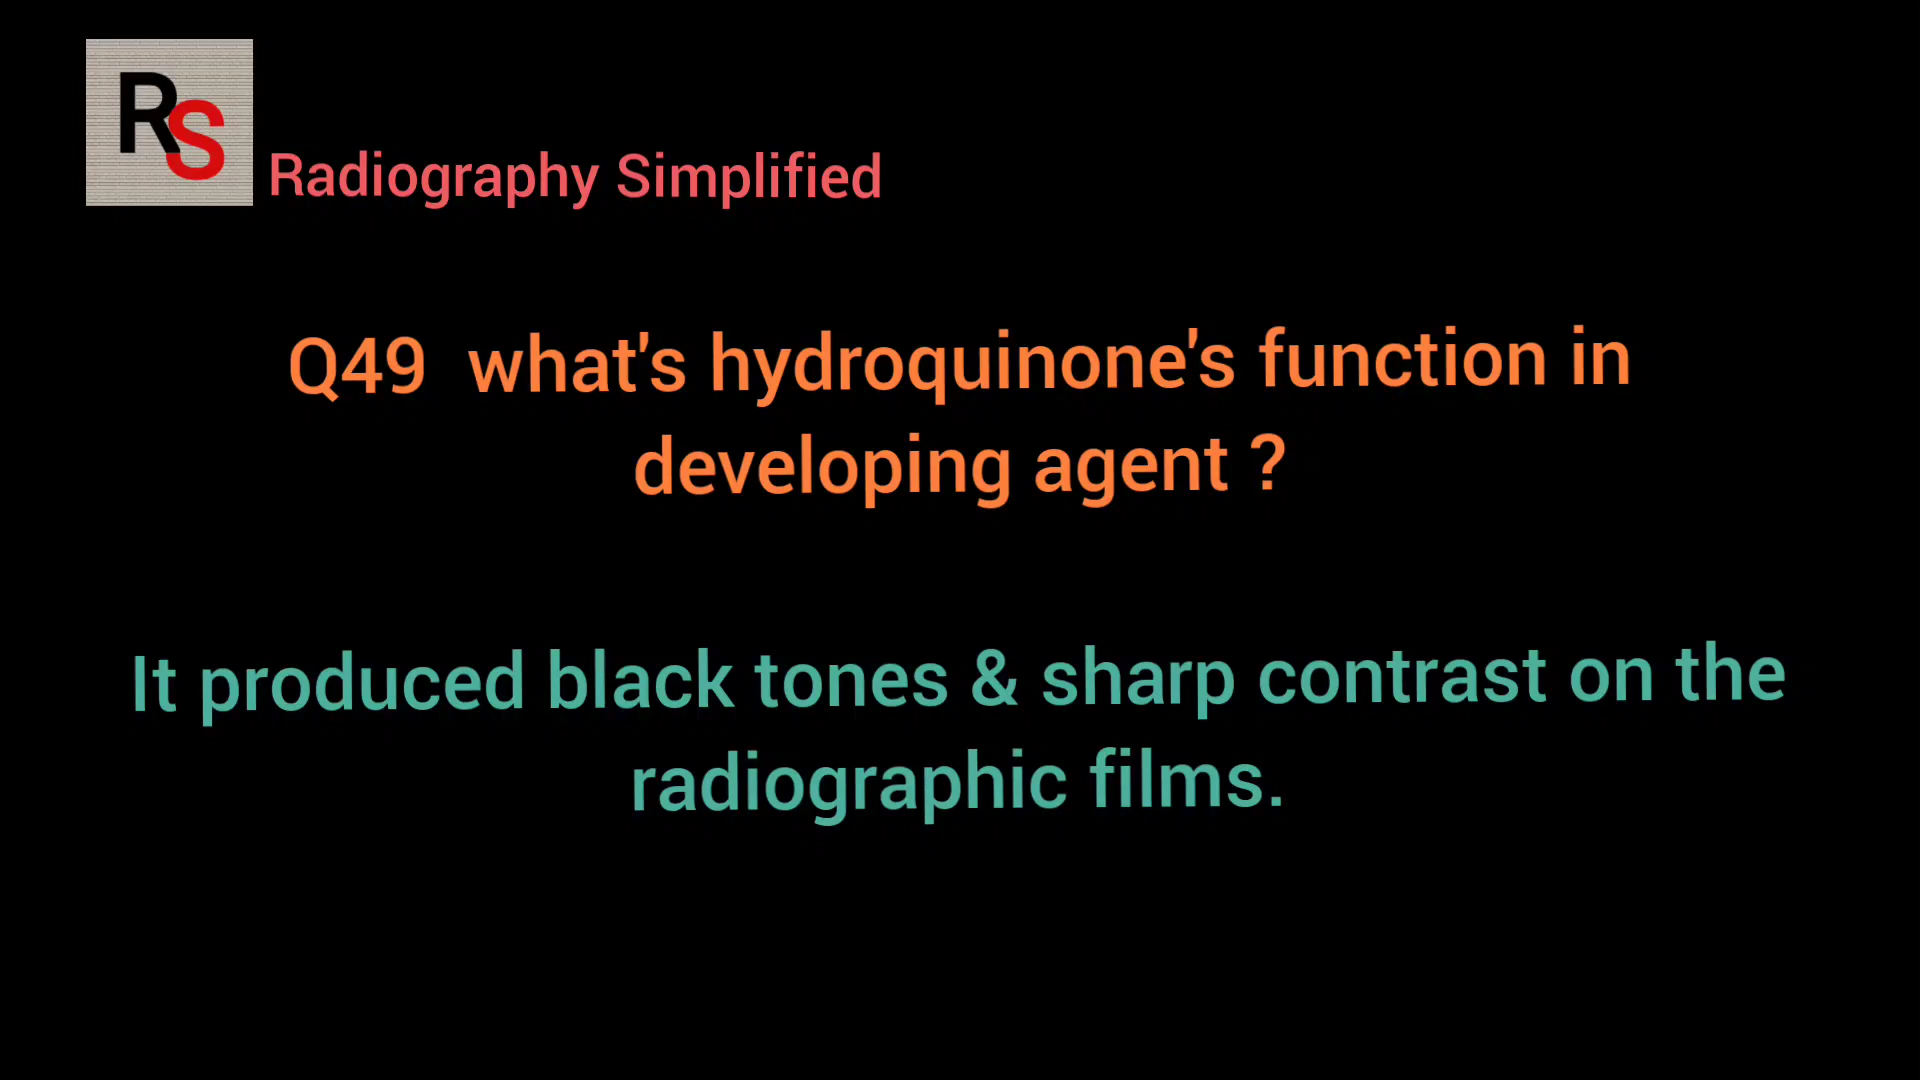 RS
Radiography Simplified
Q49 what's hydroquinone's function in
developing agent ?
It produced black tones & sharp contrast on the
radiographic films.